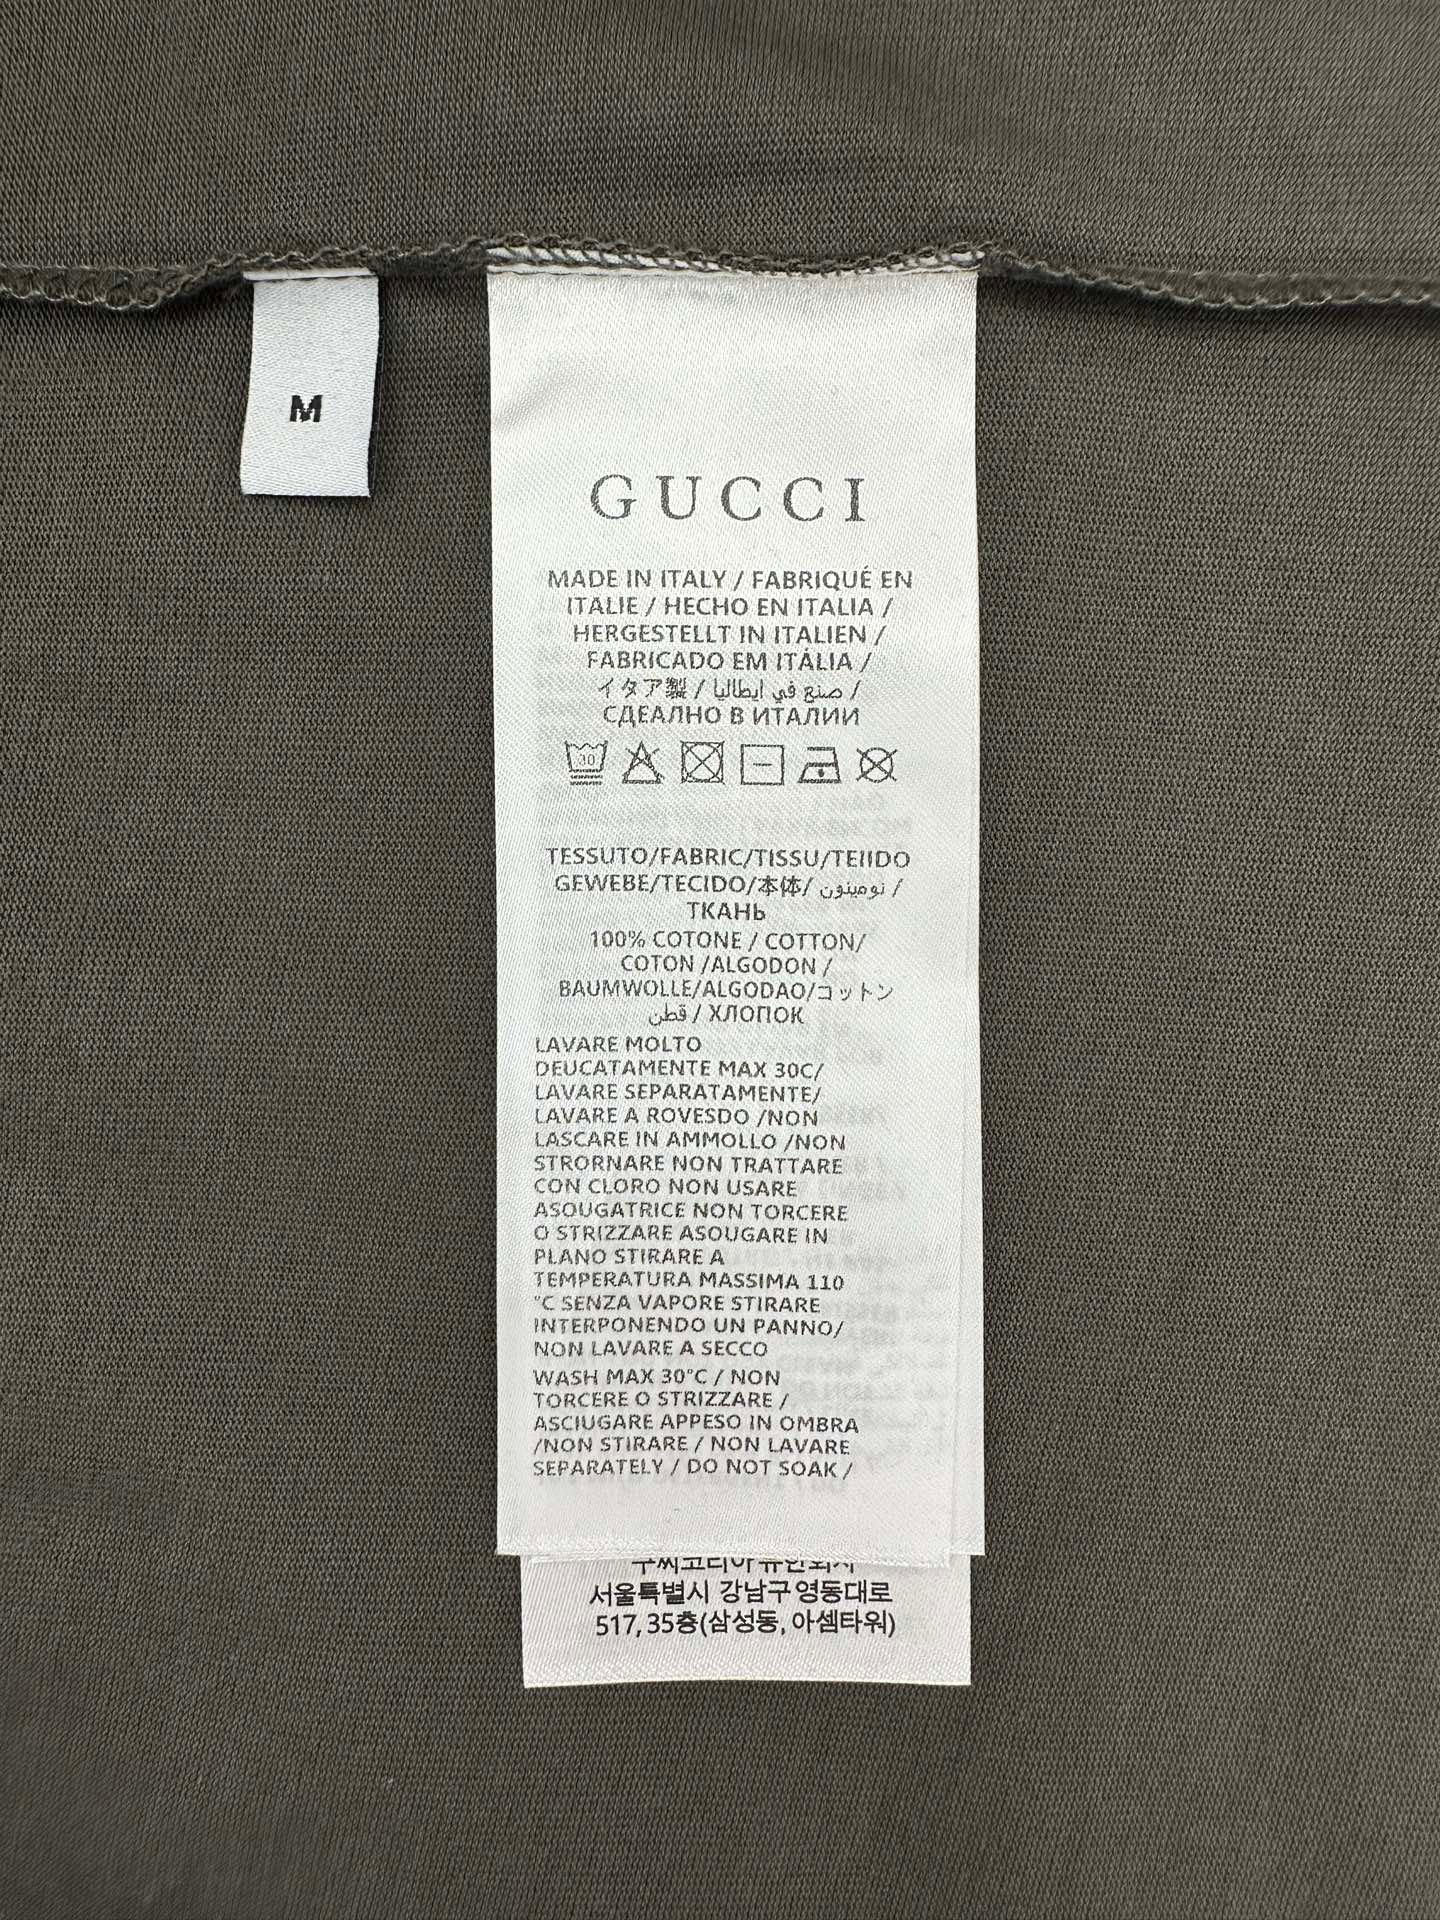 M
GUCCI
MADE IN ITALY / FABRIQUÉ EN
ITALIE / HECHO EN ITALIA /
HERGESTELLT IN ITALIEN /
FABRICADO EM ITÁLIA /
イタア製 / صنع في ايطاليا /
СДЕАЛНО В ИТАЛИИ
30
TESSUTO/FABRIC/TISSU/TEIIDO
GEWEBE/TECIDO/本体/ نومينون /
ТКАНЬ
100% COTONE / COTTON/
COTON /ALGODON /
BAUMWOLLE/ALGODAO/コットン
قطن / ХЛОПОК
LAVARE MOLTO
DEUCATAMENTE MAX 30C/
LAVARE SEPARATAMENTE/
LAVARE A ROVESDO /NON
LASCARE IN AMMOLLO /NON
STRORNARE NON TRATTARE
CON CLORO NON USARE
ASOUGATRICE NON TORCERE
O STRIZZARE ASOUGARE IN
PLANO STIRARE A
TEMPERATURA MASSIMA 110
°C SENZA VAPORE STIRARE
INTERPONENDO UN PANNO/
NON LAVARE A SECCO
WASH MAX 30°C / NON
TORCERE O STRIZZARE /
ASCIUGARE APPESO IN OMBRA
/NON STIRARE / NON LAVARE
SEPARATELY / DO NOT SOAK /
서울특별시 강남구 영동대로
517, 35층(삼성동, 아셈타워)